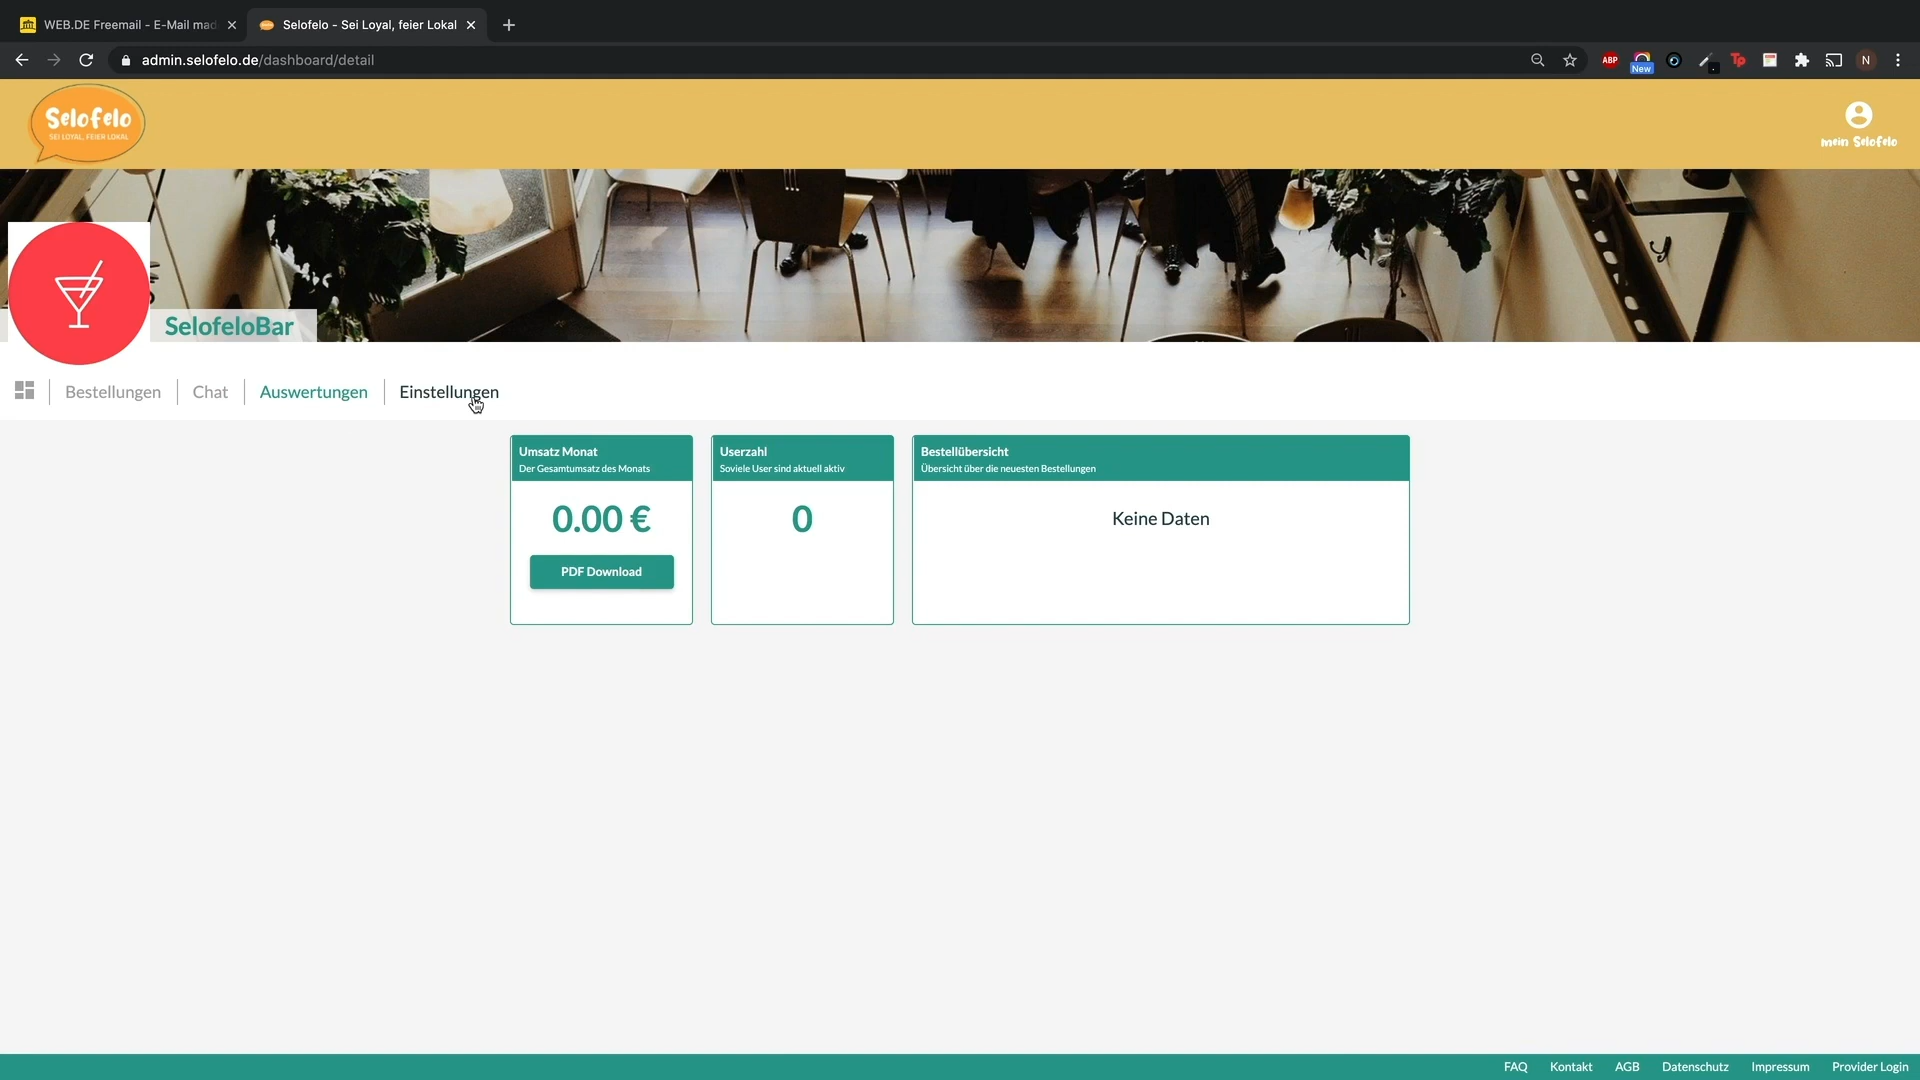 WEB.DE Freemail - E-Mail mad
Selofelo - Sei Loyal, feier Lokal
admin.selofelo.de/dashboard/detail
ABP
New
Tp
N
Selofelo
SEI LOYAL, FEIER LOKAL
mein Selofelo
SelofeloBar
Bestellungen
Chat
Auswertungen
Einstellungen
Umsatz Monat
Der Gesamtumsatz des Monats
0.00 €
PDF Download
Userzahl
Soviele User sind aktuell aktiv
0
Bestellübersicht
Übersicht über die neuesten Bestellungen
Keine Daten
FAQ
Kontakt
AGB
Datenschutz
Impressum
Provider Login